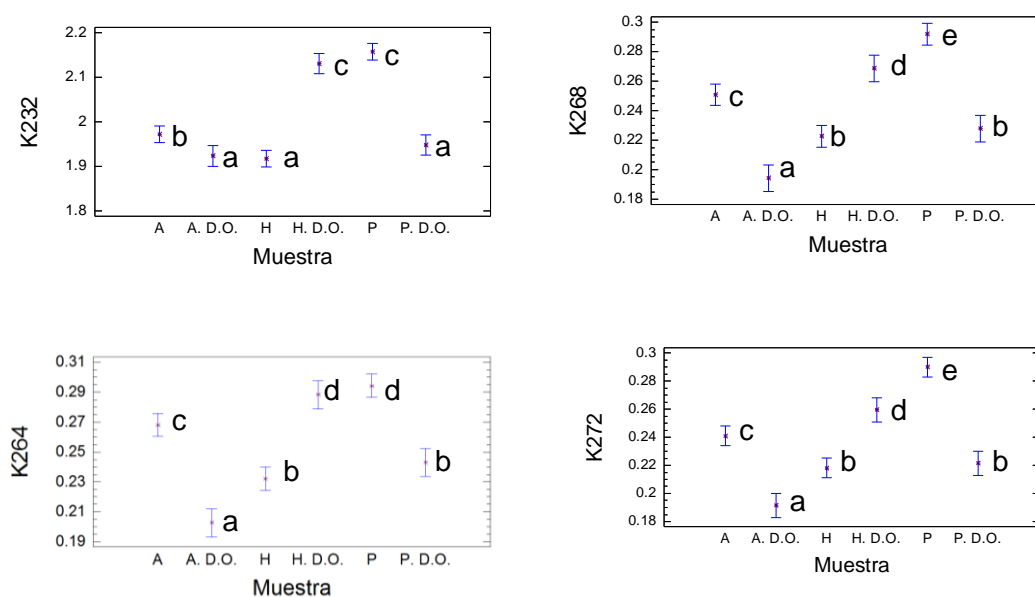 K232
2.2
2.1
2
1.9
1.8
b
a
a
c
c
a
A A. D.O. H H. D.O. P P. D.O.
Muestra
K268
0.3
0.28
0.26
0.24
0.22
0.2
0.18
c
a
b
d
e
b
A A. D.O. H H. D.O. P P. D.O.
Muestra
K264
0.31
0.29
0.27
0.25
0.23
0.21
0.19
c
a
b
d
d
b
A A. D.O. H H. D.O. P P. D.O.
Muestra
K272
0.3
0.28
0.26
0.24
0.22
0.2
0.18
c
a
b
d
e
b
A A. D.O. H H. D.O. P P. D.O.
Muestra